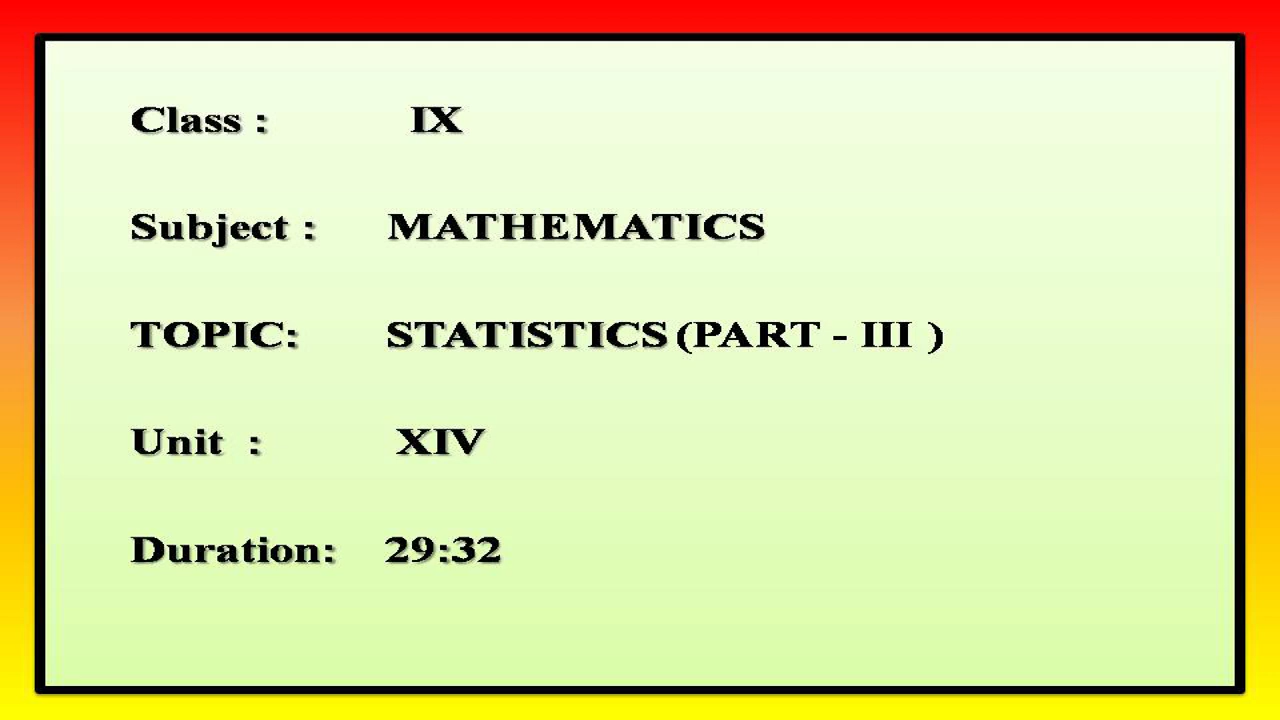 Class : IX
Subject : MATHEMATICS
TOPIC: STATISTICS (PART - III )
Unit : XIV
Duration: 29:32